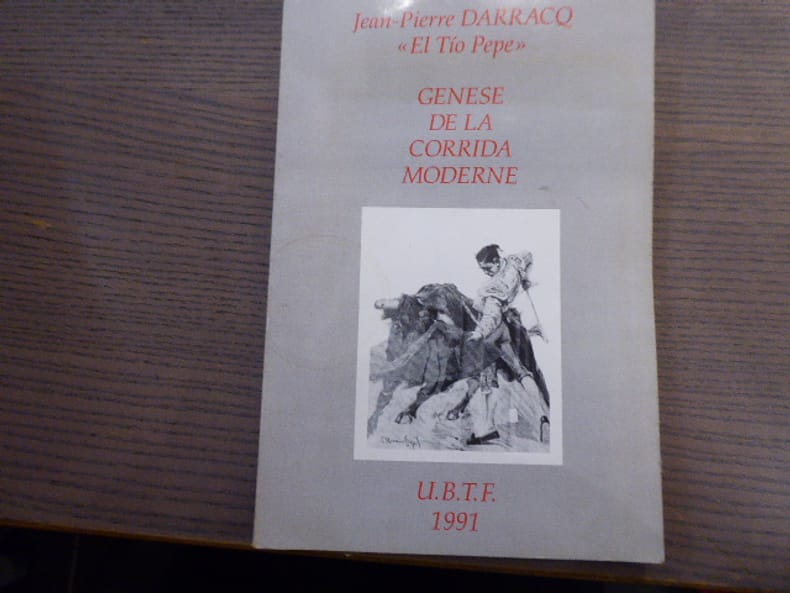 Jean-Pierre DARRACQ
« El Tío Pepe »
GENESE
DE LA
CORRIDA
MODERNE
U.B.T.F.
1991